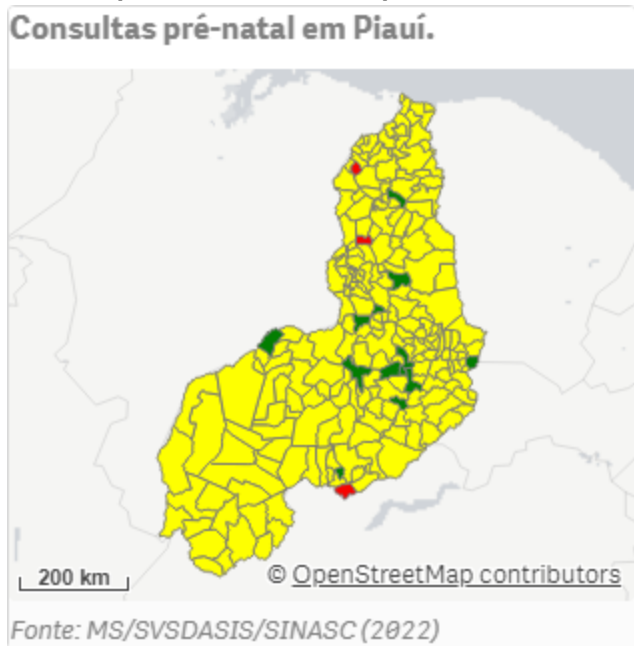 Consultas pré-natal em Piauí.
200 km
© OpenStreetMap contributors
Fonte: MS/SVSDASIS/SINASC (2022)